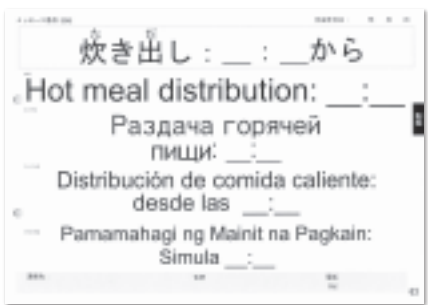 炊き出し：__：__から
Hot meal distribution: __:__
Раздача горячей
пищи: __:__
Distribución de comida caliente:
desde las __:__
Pamamahagi ng Mainit na Pagkain:
Simula __:__